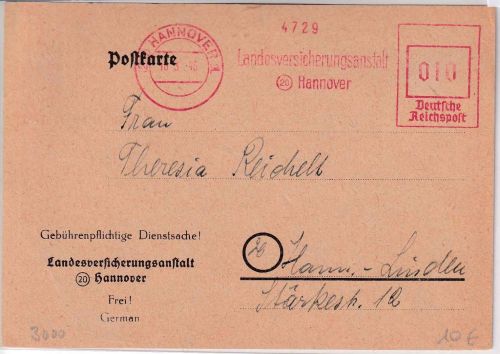 4729
HANNOVER
Postkarte
Landesversicherungsanstalt
(20) Hannover
010
Deutsche
Reichspost
Frau
Theresia Reichelt
Gebührenpflichtige Dienstsache!
Landesversicherungsanstalt
(20) Hannover
Frei!
German
20
Hann.-Linden
Stärkestr. 12
3000
10€